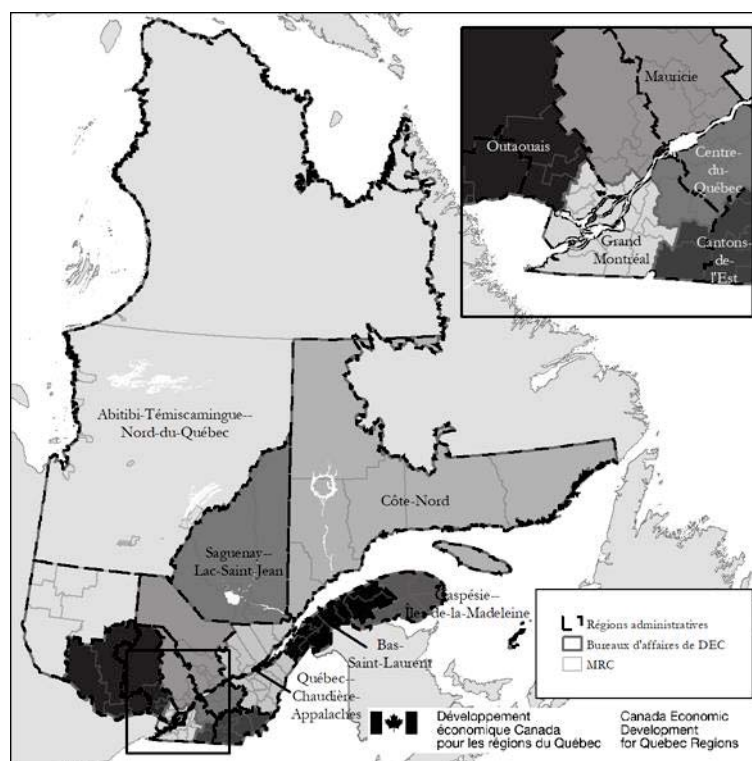 Mauricie
Outaouais
Centre-
du-
Québec
Grand
Montréal
Cantons-
de-
l'Est
Abitibi-Témiscamingue--
Nord-du-Québec
Côte-Nord
Saguenay--
Lac-Saint-Jean
Gaspésie--
Îles-de-la-Madeleine
Bas-
Saint-Laurent
Québec--
Chaudière-
Appalaches
Régions administratives
Bureaux d'affaires de DEC
MRC
Développement
économique Canada
pour les régions du Québec
Canada Economic
Development
for Quebec Regions